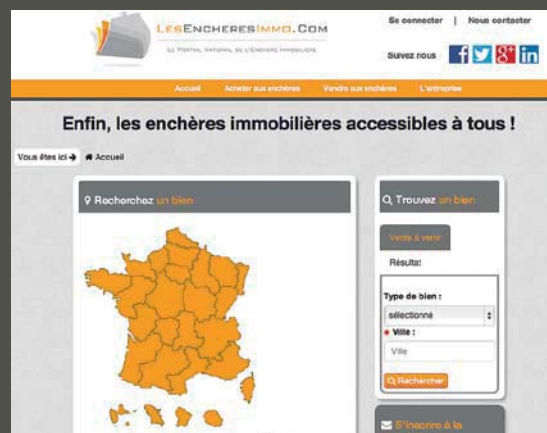 Se connecter | Nous contacter
LESENCHERESIMMO.COM
LE PORTAIL NATIONAL DE L'ENCHERE IMMOBILIERE
Suivez nous
Accueil Acheter aux enchères Vendre aux enchères L'entreprise
Enfin, les enchères immobilières accessibles à tous !
Vous êtes ici Accueil
Recherchez un bien
Trouvez un bien
Vente à venir
Résultat
Type de bien :
sélectionné
Ville :
Ville
Rechercher
S'inscrire à la